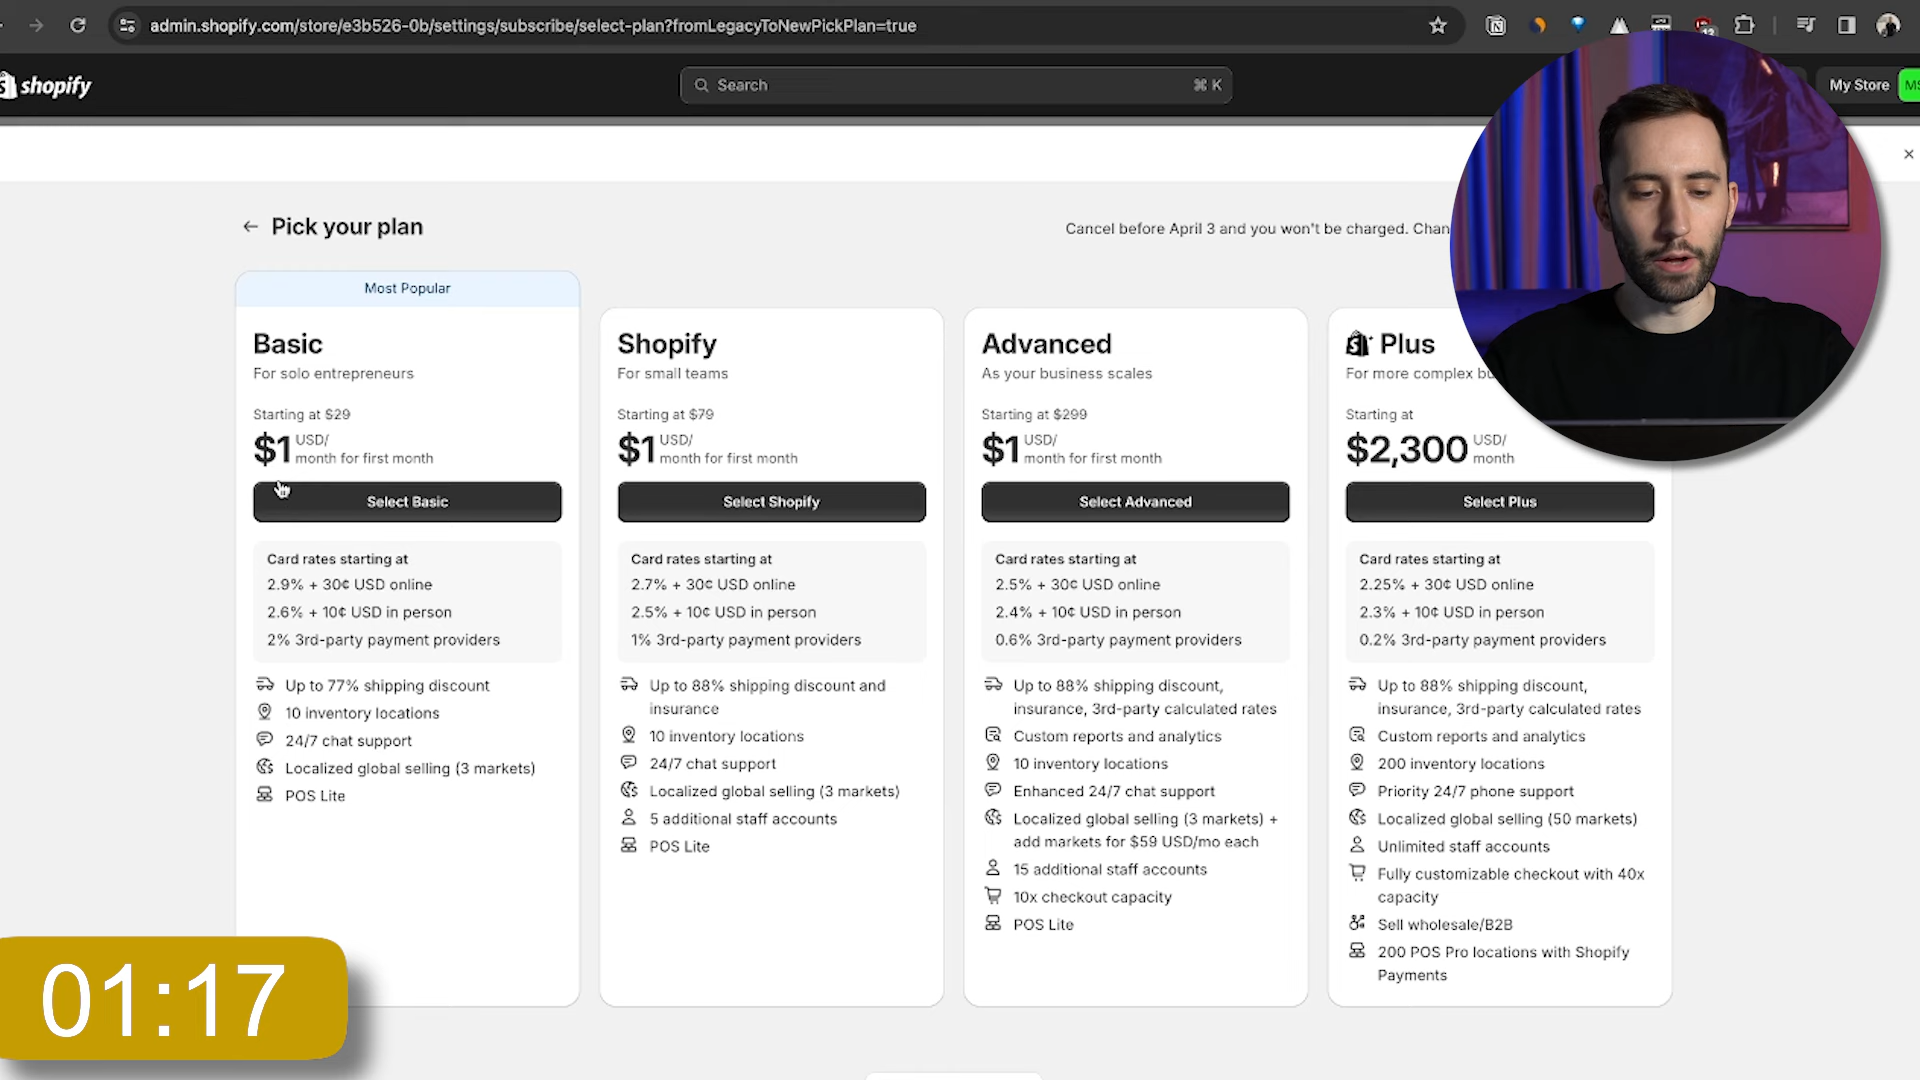 admin.shopify.com/store/e3b526-0b/settings/subscribe/select-plan?fromLegacyToNewPickPlan=true
shopify
Search
⌘ K
My Store
MS
Pick your plan
Cancel before April 3 and you won't be charged.
Most Popular
Basic
For solo entrepreneurs
Starting at $29
$1 USD/
month for first month
Select Basic
Card rates starting at
2.9% + 30¢ USD online
2.6% + 10¢ USD in person
2% 3rd-party payment providers
Up to 77% shipping discount
10 inventory locations
24/7 chat support
Localized global selling (3 markets)
POS Lite
Shopify
For small teams
Starting at $79
$1 USD/
month for first month
Select Shopify
Card rates starting at
2.7% + 30¢ USD online
2.5% + 10¢ USD in person
1% 3rd-party payment providers
Up to 88% shipping discount and
insurance
10 inventory locations
24/7 chat support
Localized global selling (3 markets)
5 additional staff accounts
POS Lite
Advanced
As your business scales
Starting at $299
$1 USD/
month for first month
Select Advanced
Card rates starting at
2.5% + 30¢ USD online
2.4% + 10¢ USD in person
0.6% 3rd-party payment providers
Up to 88% shipping discount,
insurance, 3rd-party calculated rates
Custom reports and analytics
10 inventory locations
Enhanced 24/7 chat support
Localized global selling (3 markets) +
add markets for $59 USD/mo each
15 additional staff accounts
10x checkout capacity
POS Lite
Plus
For more complex
Starting at
$2,300 USD/
month
Select Plus
Card rates starting at
2.25% + 30¢ USD online
2.3% + 10¢ USD in person
0.2% 3rd-party payment providers
Up to 88% shipping discount,
insurance, 3rd-party calculated rates
Custom reports and analytics
200 inventory locations
Priority 24/7 phone support
Localized global selling (50 markets)
Unlimited staff accounts
Fully customizable checkout with 40x
capacity
Sell wholesale/B2B
200 POS Pro locations with Shopify
Payments
01:17